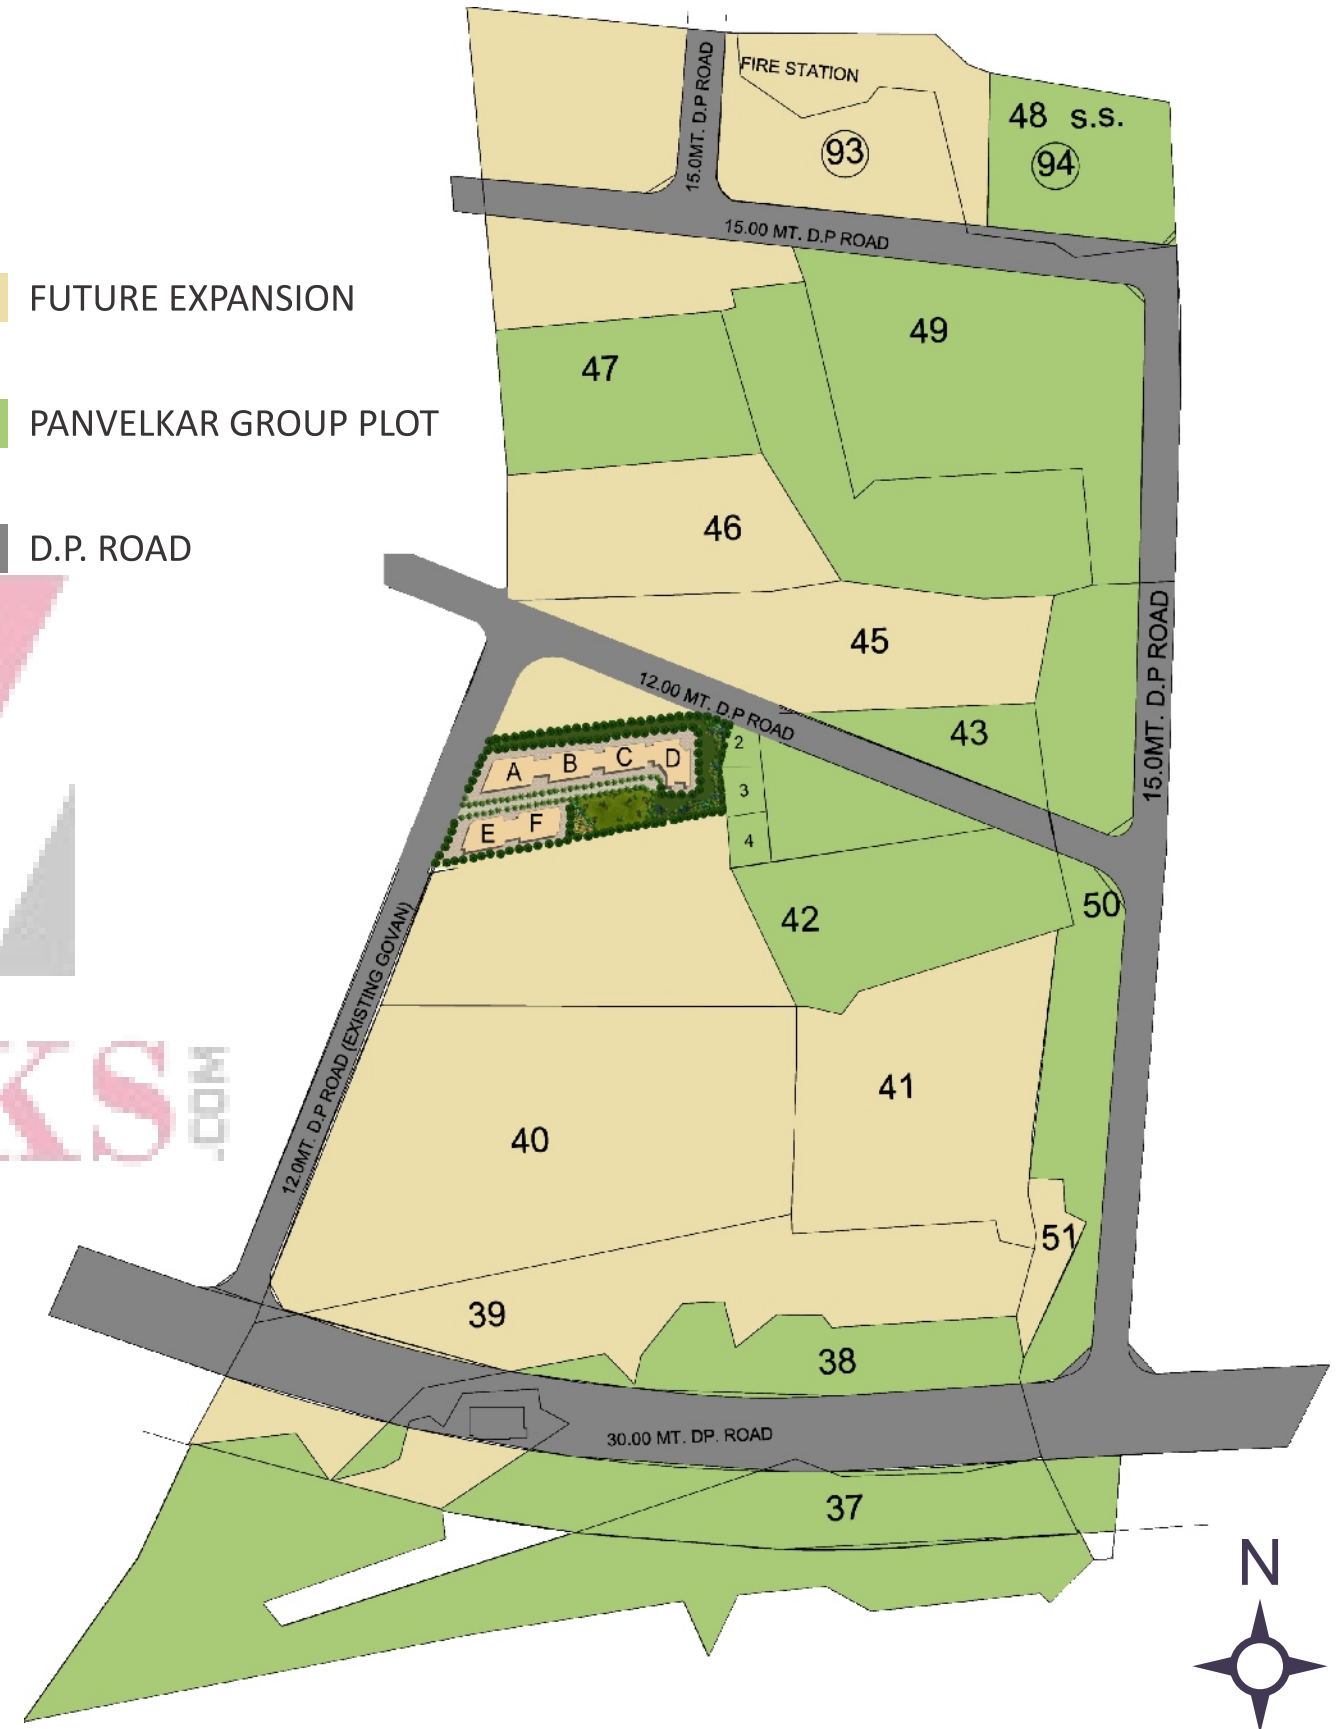 15.0MT. D.P ROAD
FIRE STATION
48 s.s.
93
94
15.00 MT. D.P ROAD
FUTURE EXPANSION
49
47
PANVELKAR GROUP PLOT
46
D.P. ROAD
45
15.0MT. D.P ROAD
12.00 MT. D.P ROAD
43
2
A B C D
3
E F
4
42
50
12.0MT. D.P ROAD (EXISTING GOVAN)
41
40
KS
.COM
51
39
38
30.00 MT. DP. ROAD
37
N